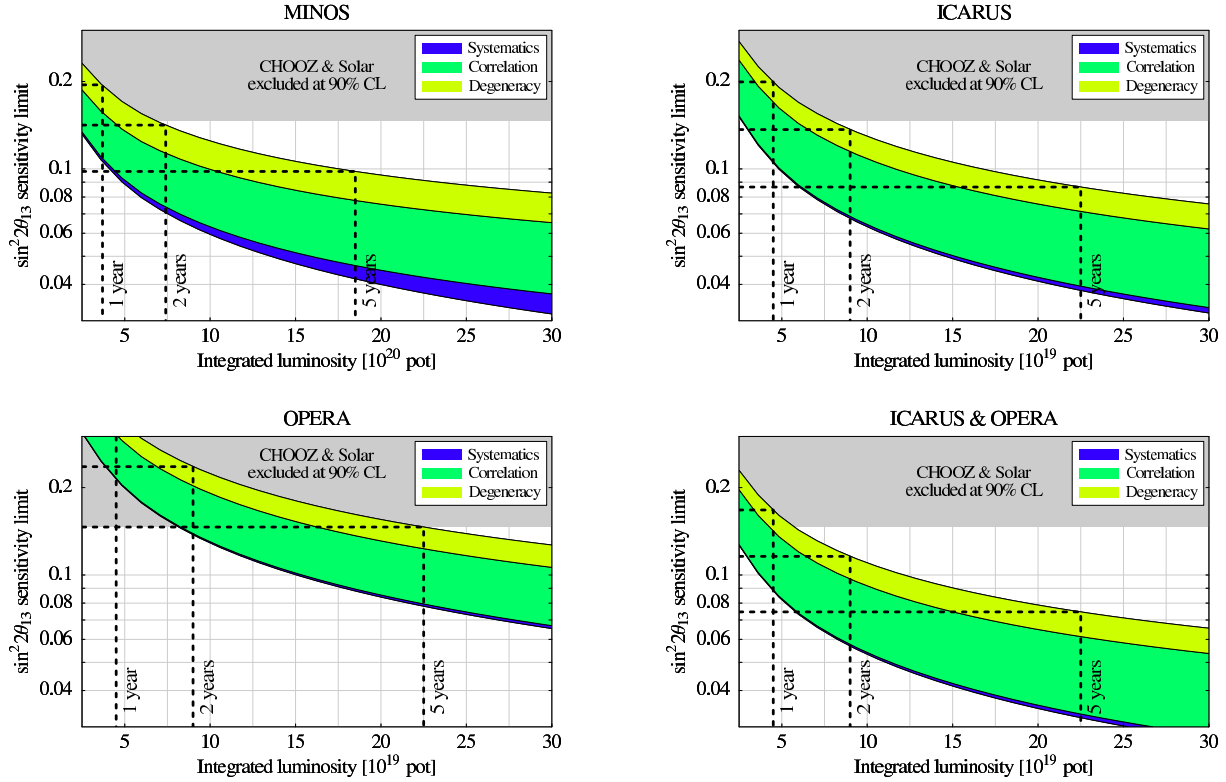 MINOS
CHOOZ & Solar
excluded at 90% CL
Systematics
Correlation
Degeneracy
sin²2θ₁₃ sensitivity limit
0.2
0.1
0.08
0.06
0.04
1 year
2 years
5 years
5 10 15 20 25 30
Integrated luminosity [10²⁰ pot]
ICARUS
CHOOZ & Solar
excluded at 90% CL
Systematics
Correlation
Degeneracy
sin²2θ₁₃ sensitivity limit
0.2
0.1
0.08
0.06
0.04
1 year
2 years
5 years
5 10 15 20 25 30
Integrated luminosity [10¹⁹ pot]
OPERA
CHOOZ & Solar
excluded at 90% CL
Systematics
Correlation
Degeneracy
sin²2θ₁₃ sensitivity limit
0.2
0.1
0.08
0.06
0.04
1 year
2 years
5 years
5 10 15 20 25 30
Integrated luminosity [10¹⁹ pot]
ICARUS & OPERA
CHOOZ & Solar
excluded at 90% CL
Systematics
Correlation
Degeneracy
sin²2θ₁₃ sensitivity limit
0.2
0.1
0.08
0.06
0.04
1 year
2 years
5 years
5 10 15 20 25 30
Integrated luminosity [10¹⁹ pot]